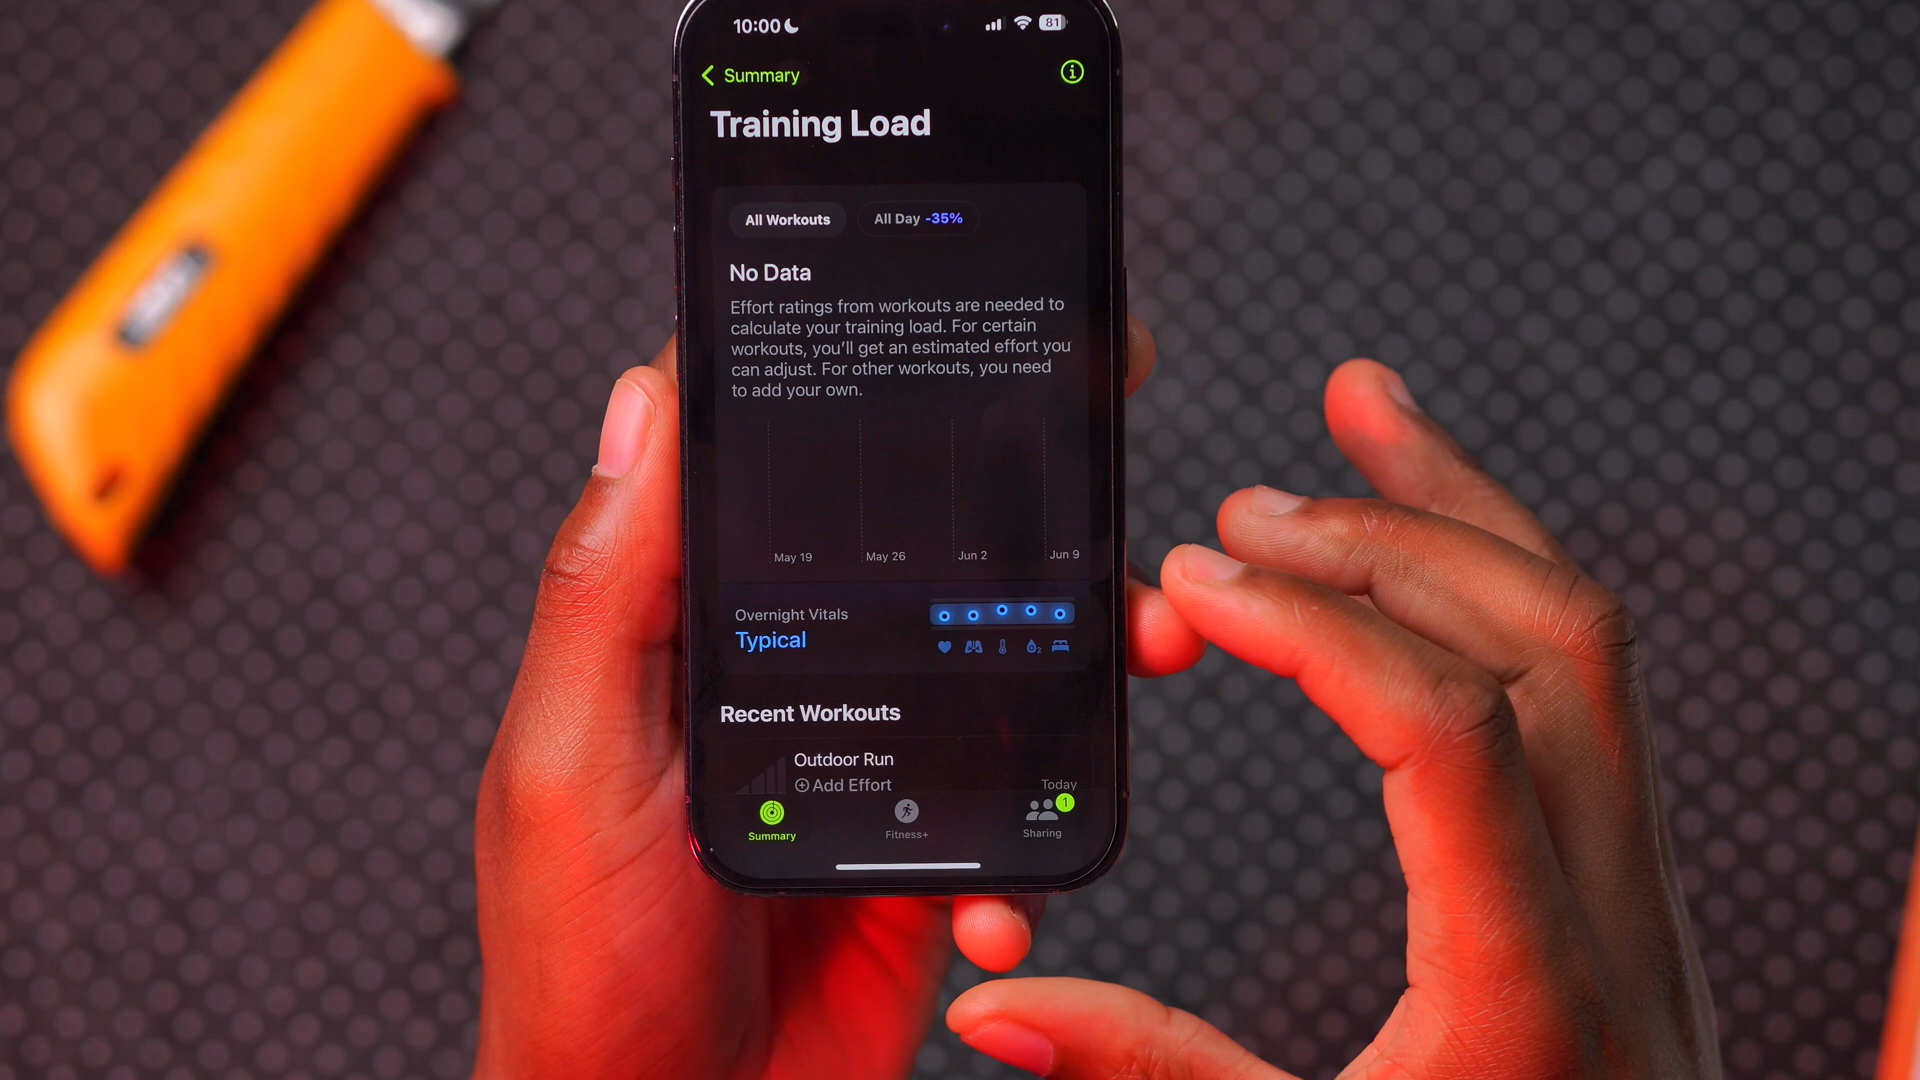 10:00
81
Summary
Training Load
All Workouts
All Day -35%
No Data
Effort ratings from workouts are needed to
calculate your training load. For certain
workouts, you'll get an estimated effort you
can adjust. For other workouts, you need
to add your own.
May 19
May 26
Jun 2
Jun 9
Overnight Vitals
Typical
Recent Workouts
Outdoor Run
Add Effort
Today
1
Summary
Fitness+
Sharing